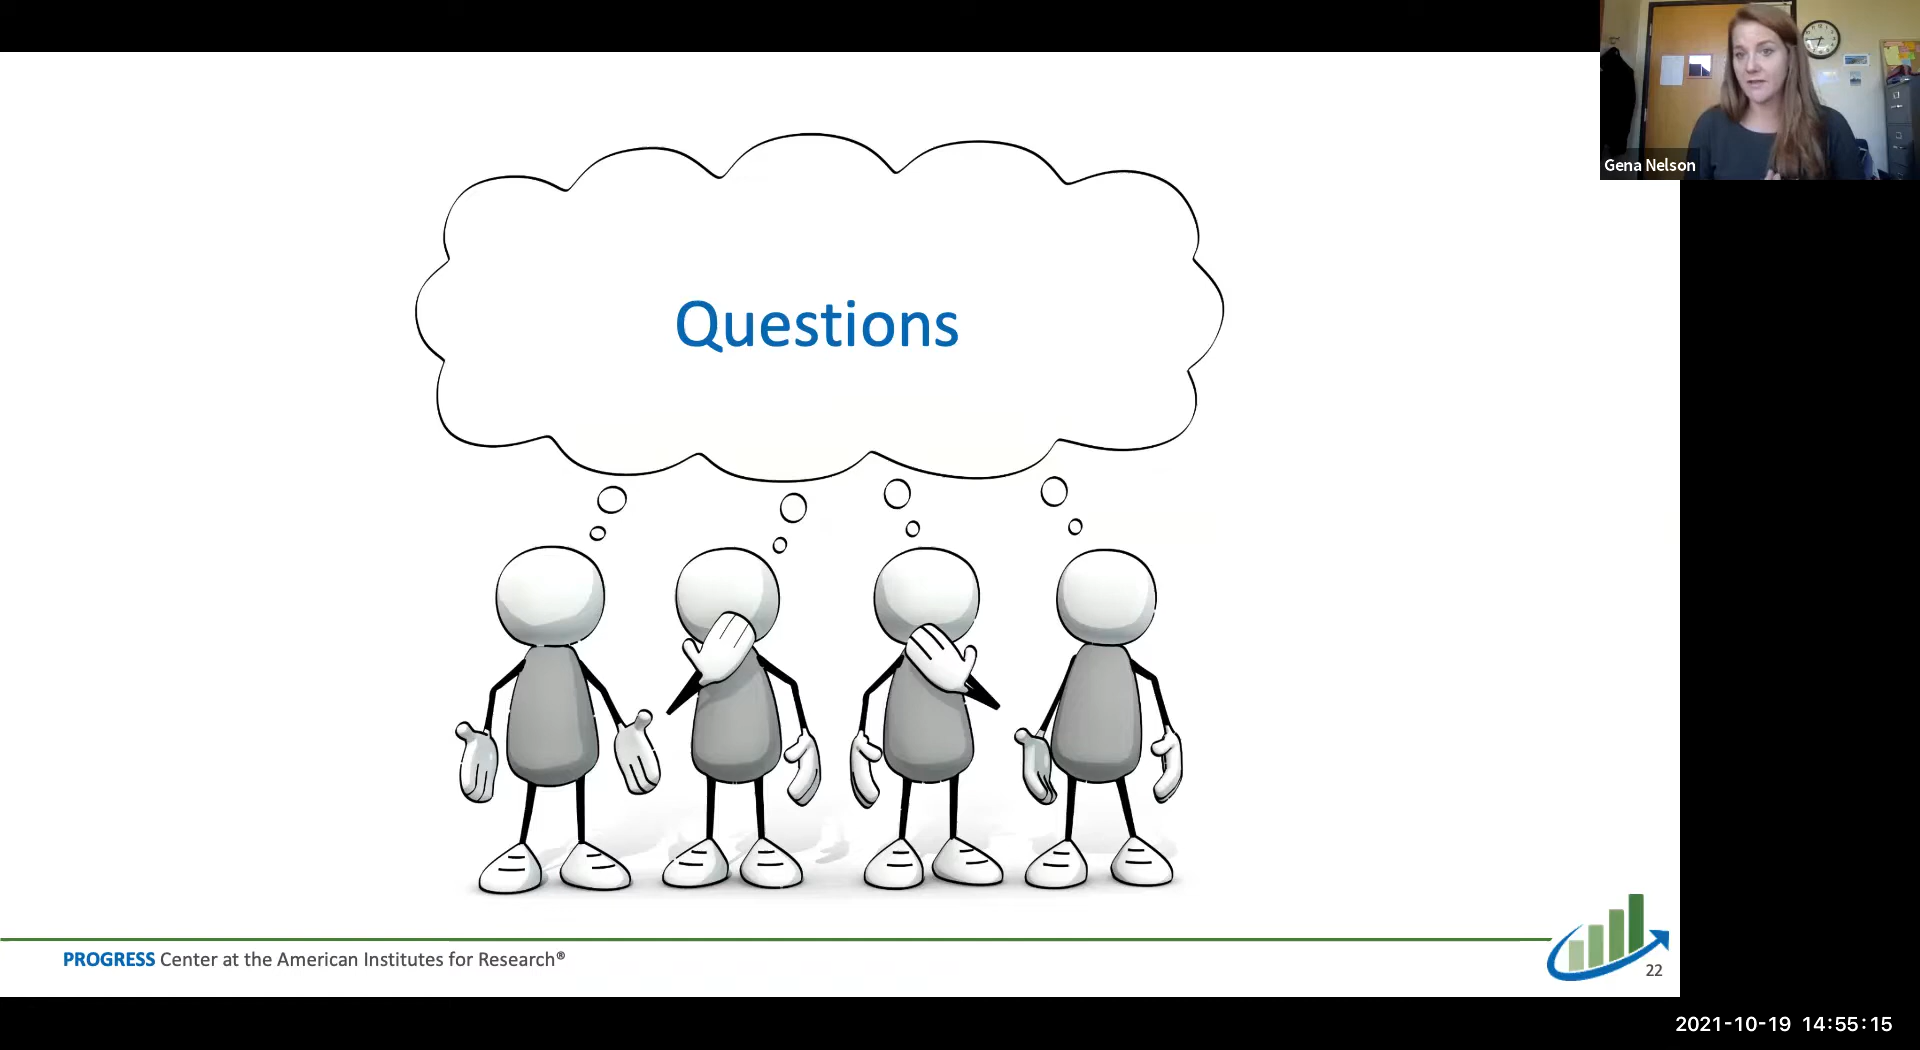 Gena Nelson
Questions
PROGRESS Center at the American Institutes for Research®
22
2021-10-19 14:55:15